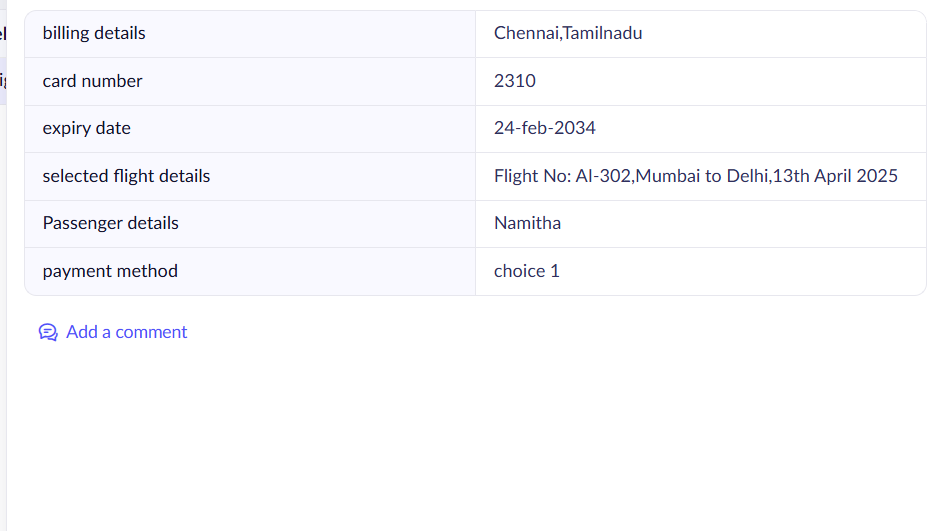 billing details Chennai,Tamilnadu
card number 2310
expiry date 24-feb-2034
selected flight details Flight No: AI-302,Mumbai to Delhi,13th April 2025
Passenger details Namitha
payment method choice 1
Add a comment